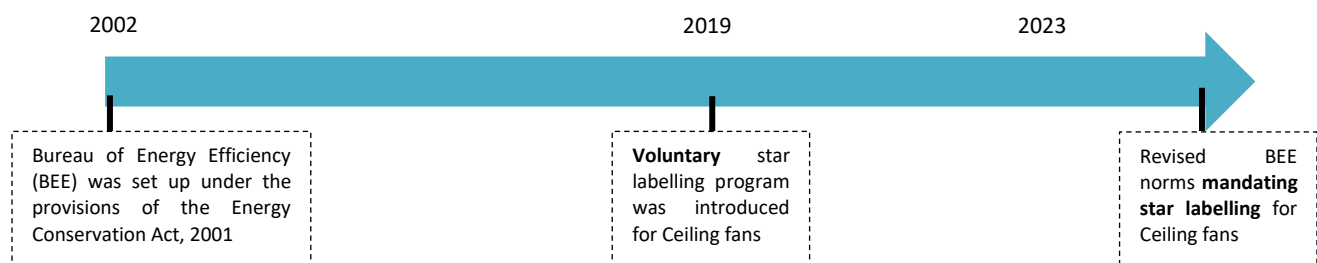 2002
2019
2023
Bureau of Energy Efficiency
(BEE) was set up under the
provisions of the Energy
Conservation Act, 2001
Voluntary star
labelling program
was introduced
for Ceiling fans
Revised BEE
norms mandating
star labelling for
Ceiling fans